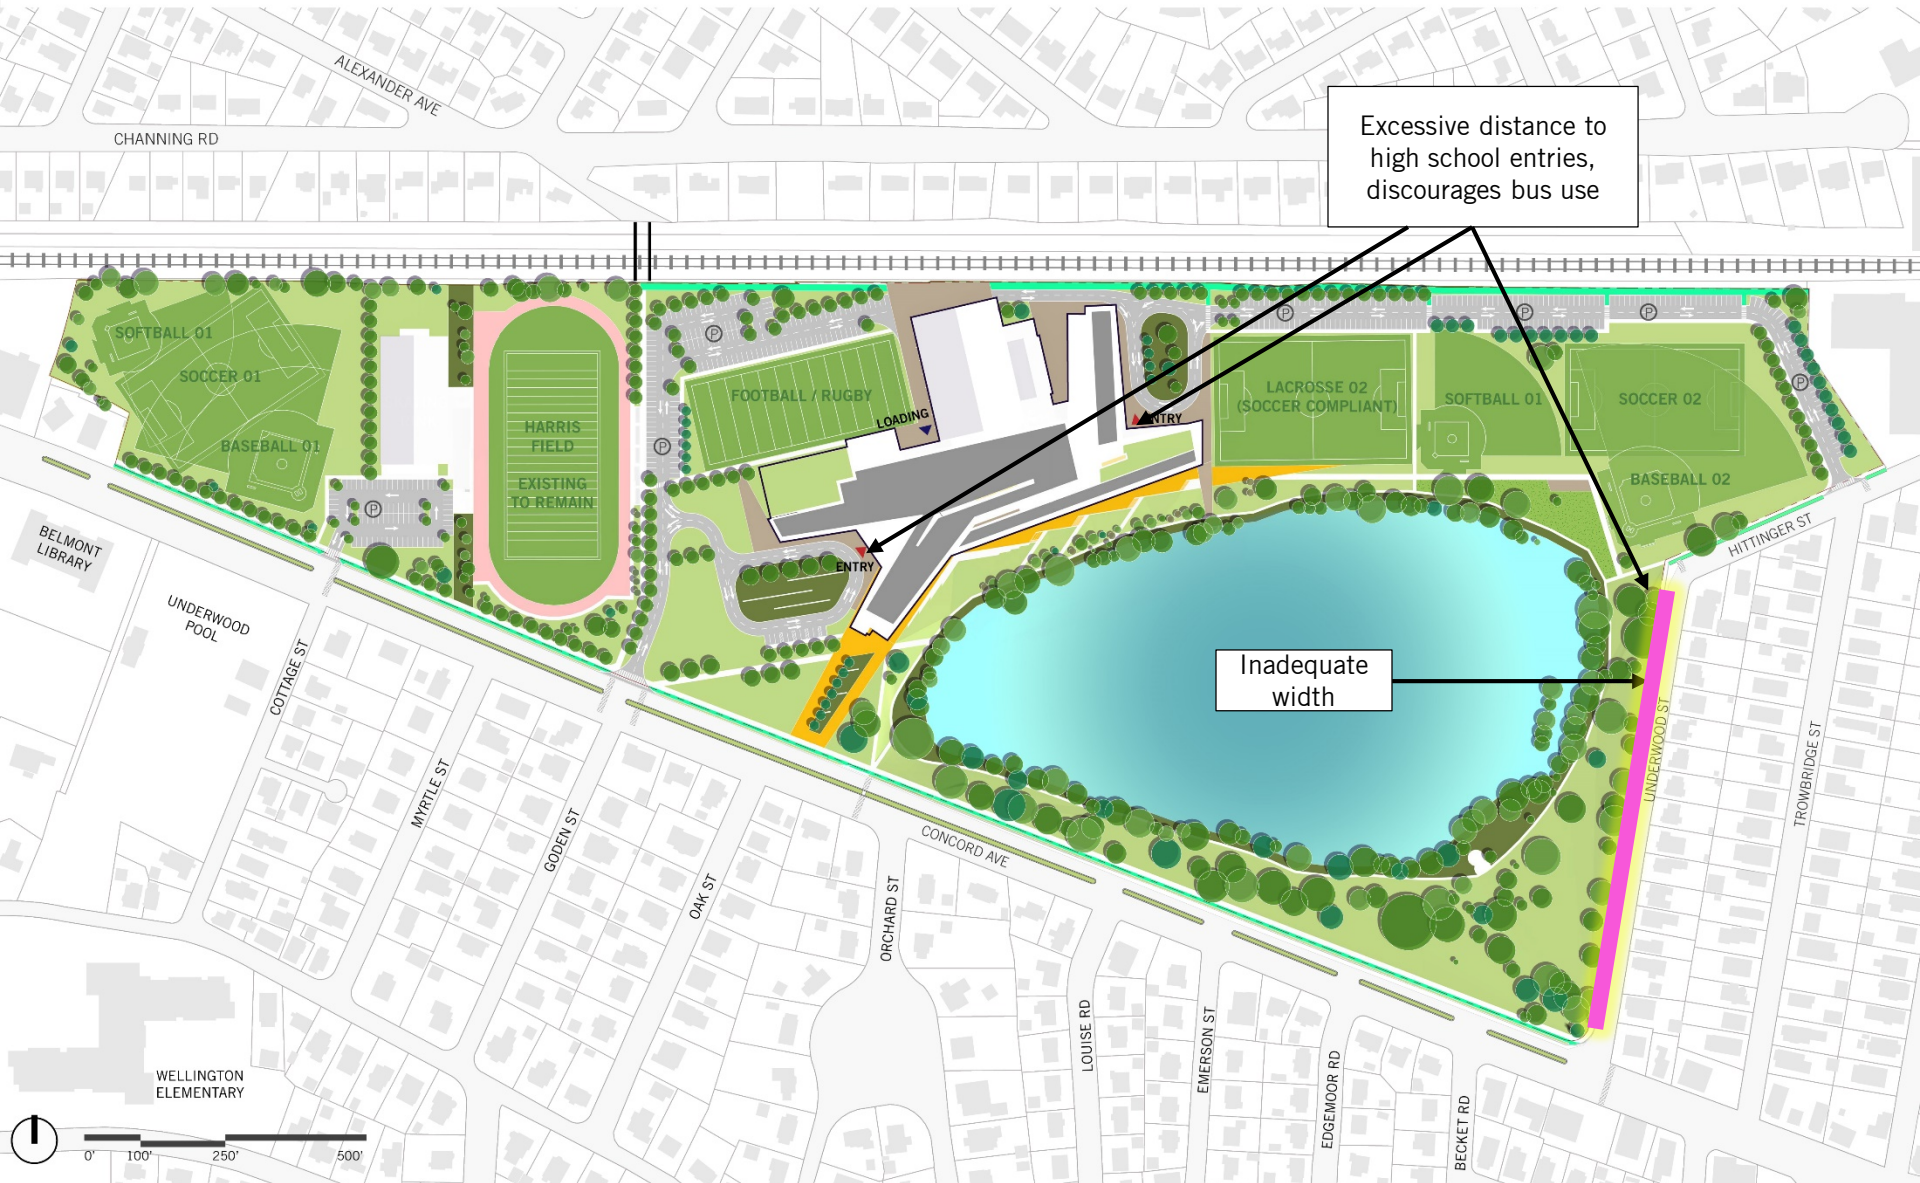 ALEXANDER AVE
CHANNING RD
Excessive distance to
high school entries,
discourages bus use
SOFTBALL 01
SOCCER 01
BASEBALL 01
P
HARRIS
FIELD
EXISTING
TO REMAIN
P
P
FOOTBALL / RUGBY
LOADING
ENTRY
ENTRY
P
P
P
P
LACROSSE 02
(SOCCER COMPLIANT)
SOFTBALL 01
SOCCER 02
BASEBALL 02
HITTINGER ST
BELMONT
LIBRARY
UNDERWOOD
POOL
COTTAGE ST
MYRTLE ST
GODEN ST
OAK ST
ORCHARD ST
CONCORD AVE
Inadequate
width
UNDERWOOD ST
TROWBRIDGE ST
LOUISE RD
EMERSON ST
EDGEMOOR RD
BECKET RD
WELLINGTON
ELEMENTARY
0' 100' 250' 500'